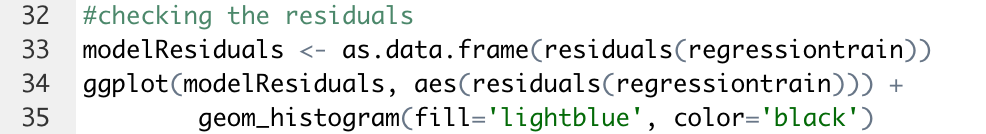 32 #checking the residuals
33 modelResiduals <- as.data.frame(residuals(regressiontrain))
34 ggplot(modelResiduals, aes(residuals(regressiontrain))) +
35 geom_histogram(fill='lightblue', color='black')